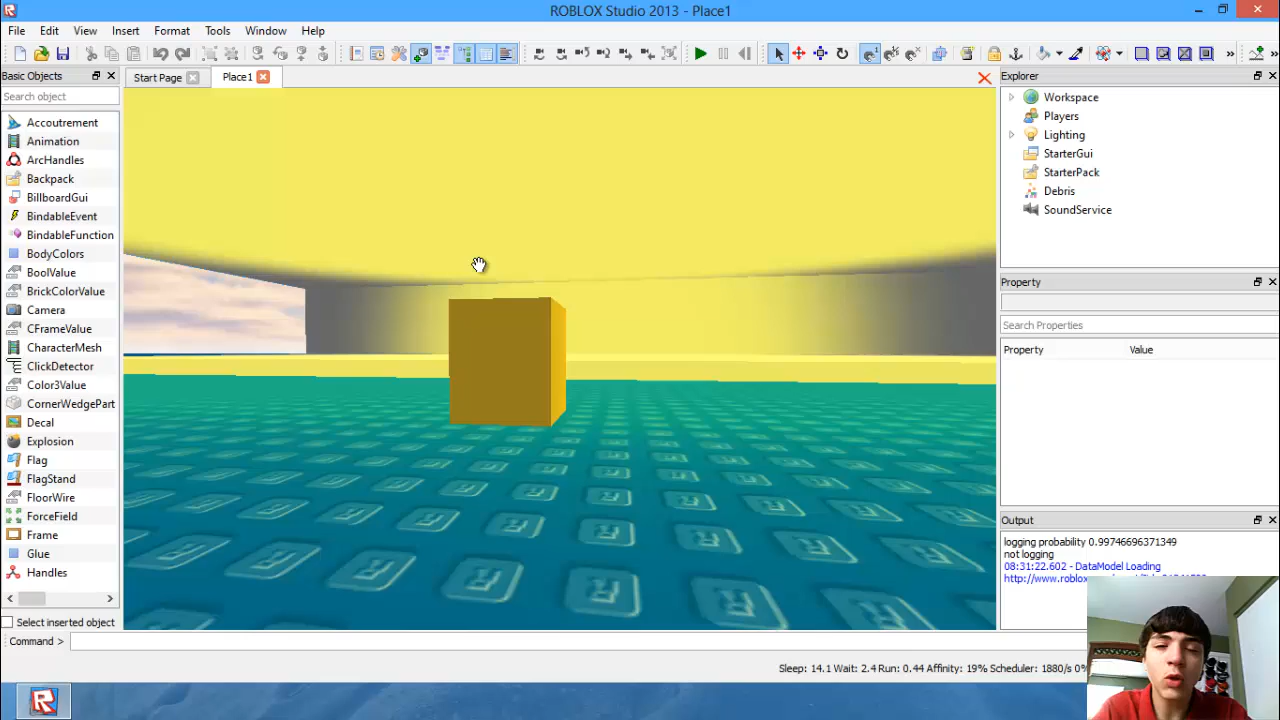 ROBLOX Studio 2013 - Place1
File Edit View Insert Format Tools Window Help
Basic Objects
Search object
Accoutrement
Animation
ArcHandles
Backpack
BillboardGui
BindableEvent
BindableFunction
BodyColors
BoolValue
BrickColorValue
Camera
CFrameValue
CharacterMesh
ClickDetector
Color3Value
CornerWedgePart
Decal
Explosion
Flag
FlagStand
FloorWire
ForceField
Frame
Glue
Handles
Select inserted object
Start Page
Place1
Explorer
Workspace
Players
Lighting
StarterGui
StarterPack
Debris
SoundService
Property
Search Properties
Property Value
Output
logging probability 0.99746696371349
not logging
08:31:22.602 - DataModel Loading
Command >
Sleep: 14.1 Wait: 2.4 Run: 0.44 Affinity: 19% Scheduler: 1880/s 0%